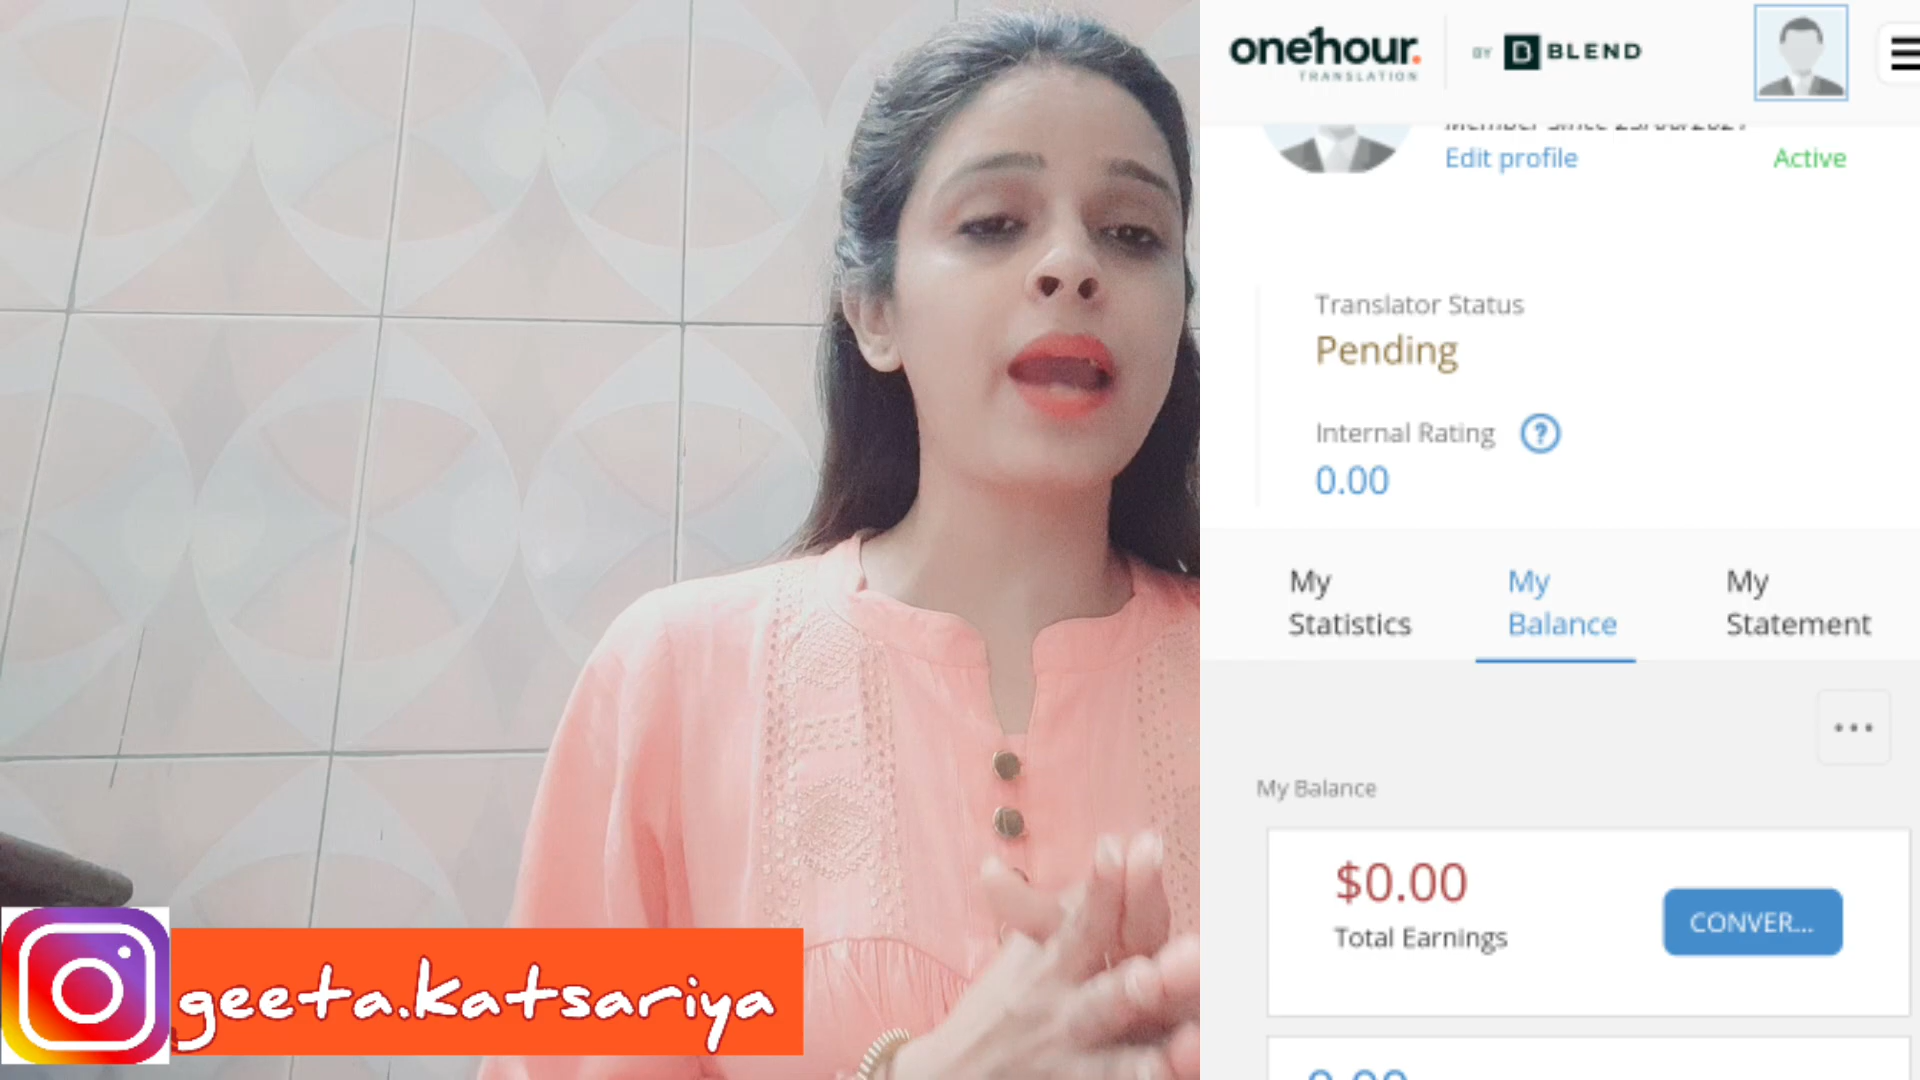 onehour.
TRANSLATION
BY BLEND
Edit profile
Active
Translator Status
Pending
Internal Rating ?
0.00
My Statistics
My Balance
My Statement
...
My Balance
$0.00
Total Earnings
CONVER...
geeta.katsariya